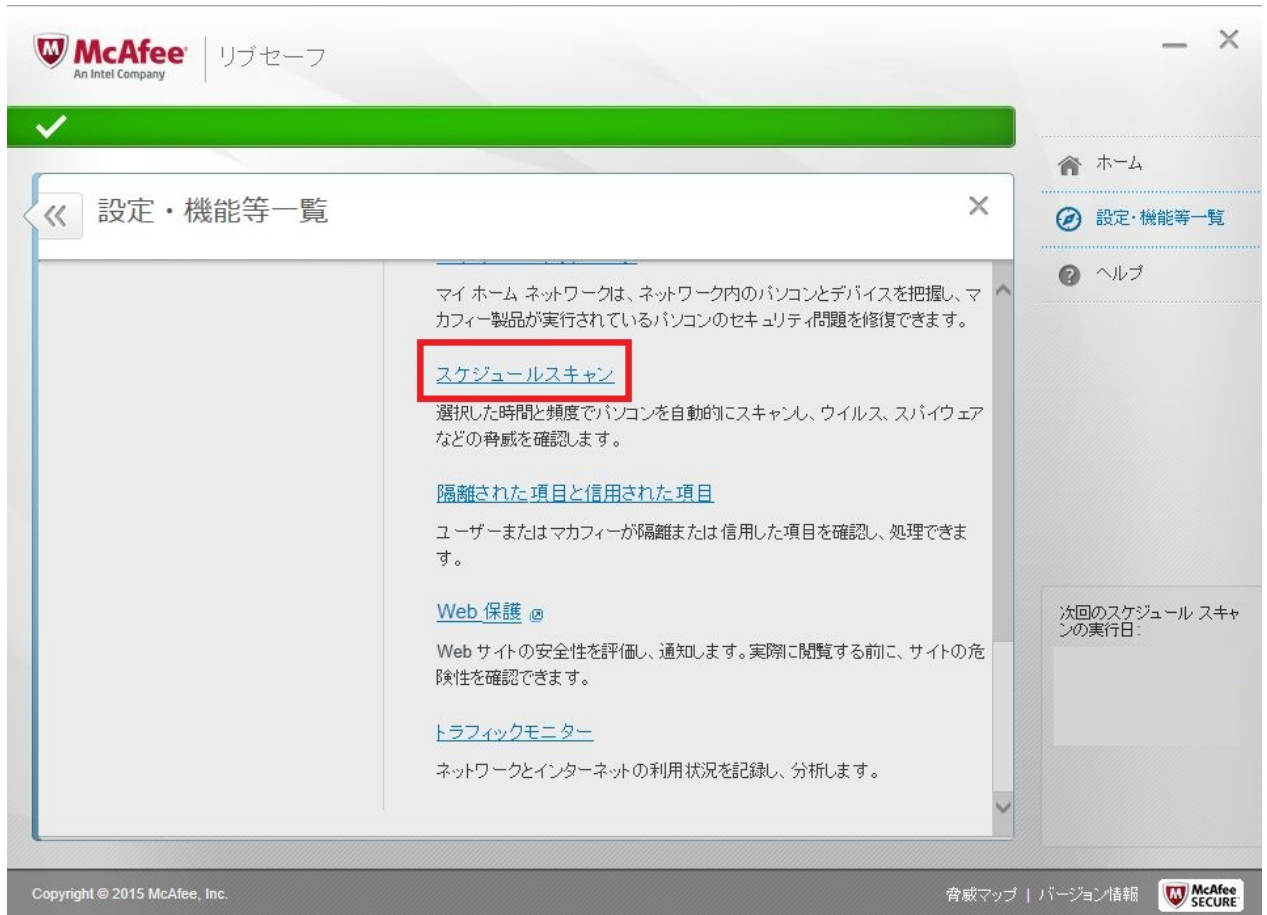 McAfee
An Intel Company
リブセーフ
ホーム
設定・機能等一覧
ヘルプ
設定・機能等一覧
マイ ホーム ネットワークは、ネットワーク内のパソコンとデバイスを把握し、マ
カフィー製品が実行されているパソコンのセキュリティ問題を修復できます。
スケジュールスキャン
選択した時間と頻度でパソコンを自動的にスキャンし、ウイルス、スパイウェア
などの脅威を確認します。
隔離された項目と信用された項目
ユーザーまたはマカフィーが隔離または信用した項目を確認し、処理できま
す。
Web 保護
Web サイトの安全性を評価し、通知します。実際に閲覧する前に、サイトの危
険性を確認できます。
トラフィックモニター
ネットワークとインターネットの利用状況を記録し、分析します。
次回のスケジュール スキャ
ンの実行日:
Copyright © 2015 McAfee, Inc.
脅威マップ | バージョン情報
McAfee
SECURE